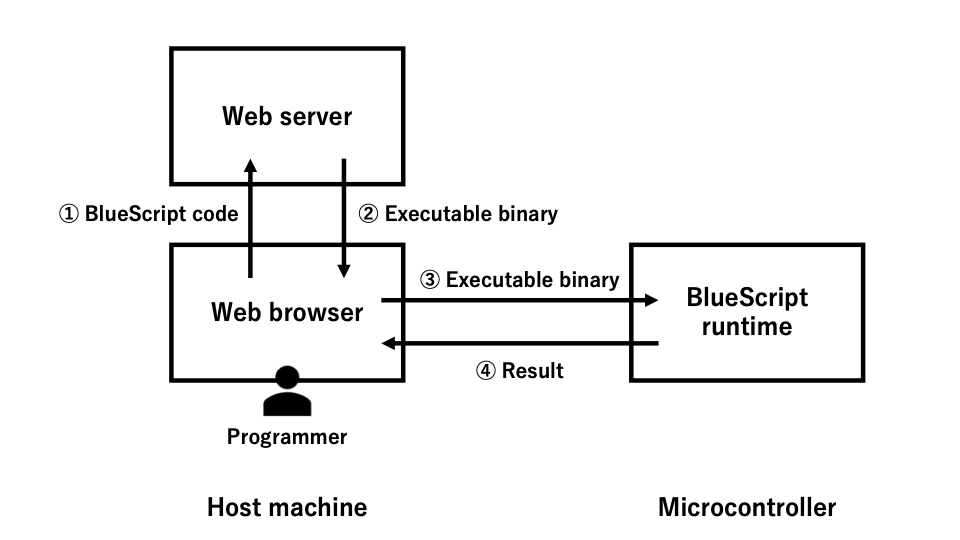 Web server
① BlueScript code
② Executable binary
③ Executable binary
Web browser
BlueScript
runtime
④ Result
Programmer
Host machine
Microcontroller